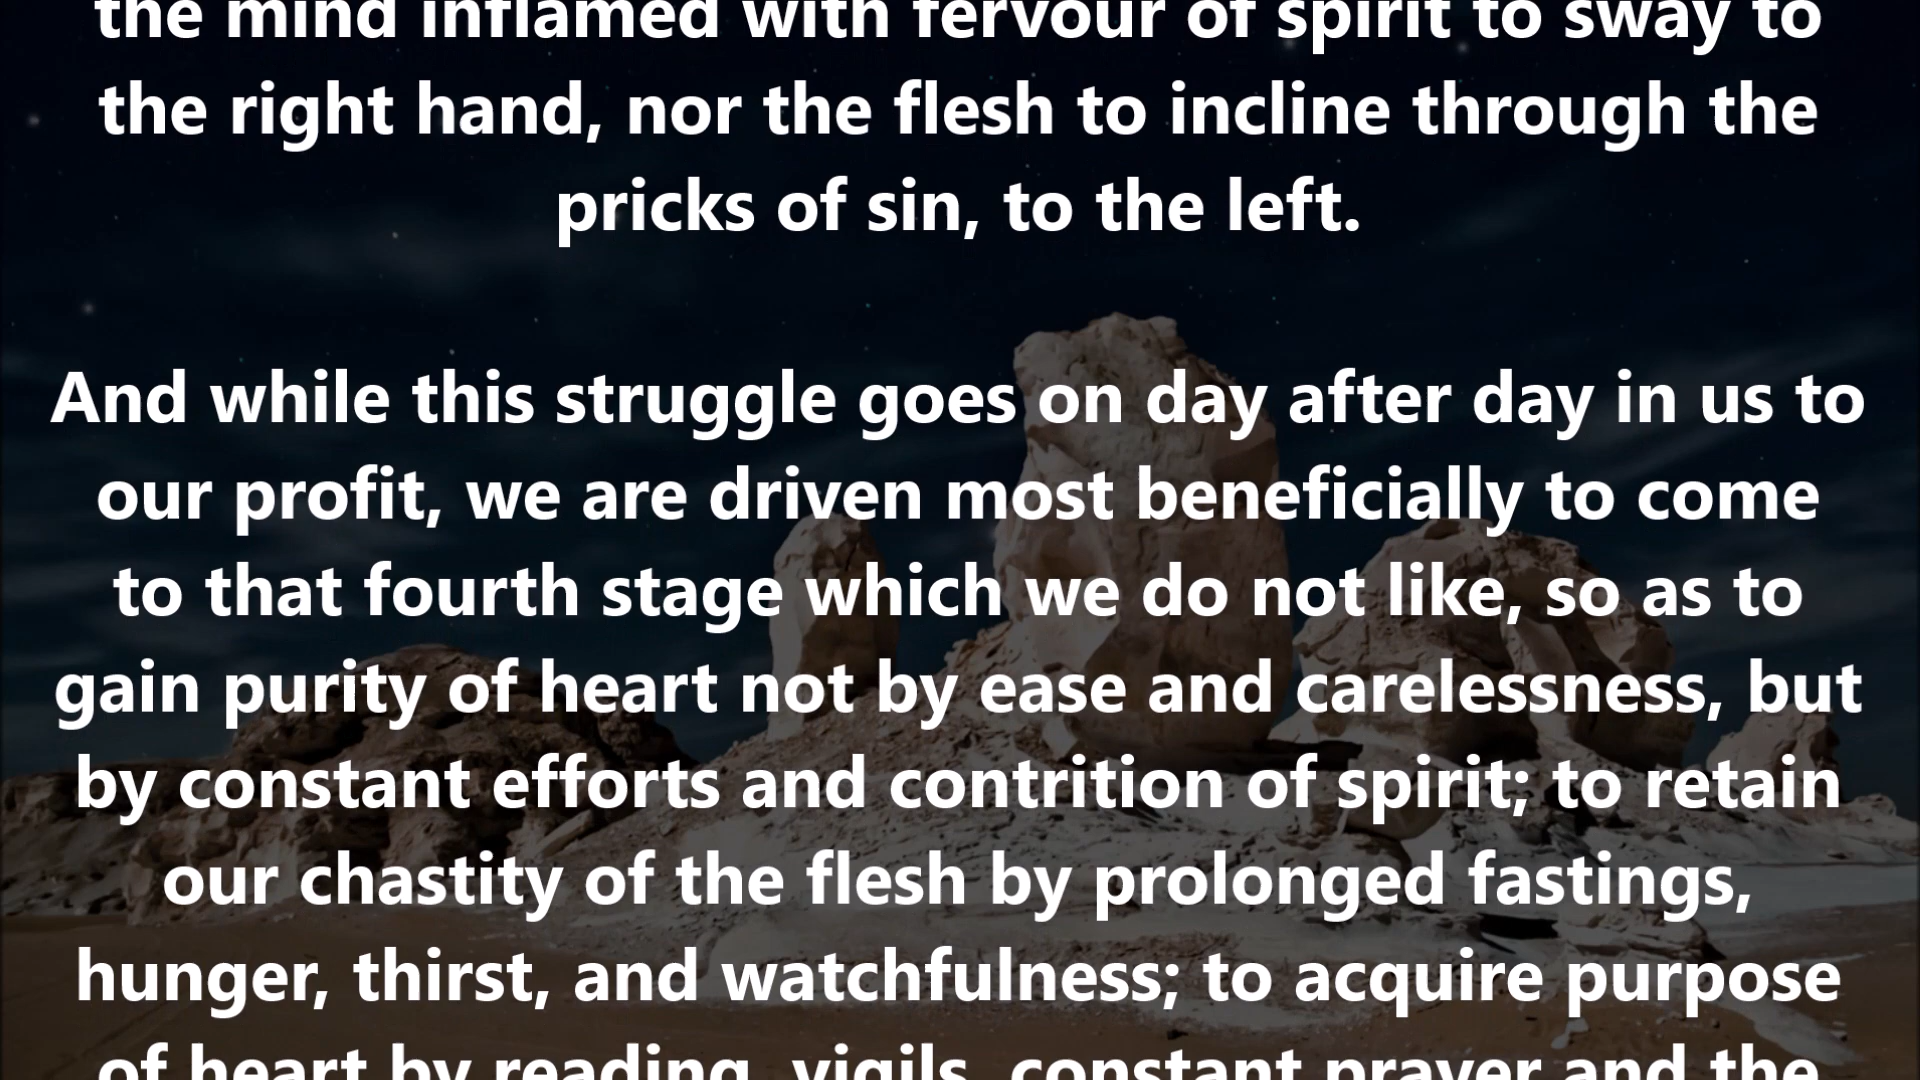 the mind inflamed with fervour of spirit to sway to
the right hand, nor the flesh to incline through the
pricks of sin, to the left.
And while this struggle goes on day after day in us to
our profit, we are driven most beneficially to come
to that fourth stage which we do not like, so as to
gain purity of heart not by ease and carelessness, but
by constant efforts and contrition of spirit; to retain
our chastity of the flesh by prolonged fastings,
hunger, thirst, and watchfulness; to acquire purpose
of heart by reading, vigils, constant prayer and the